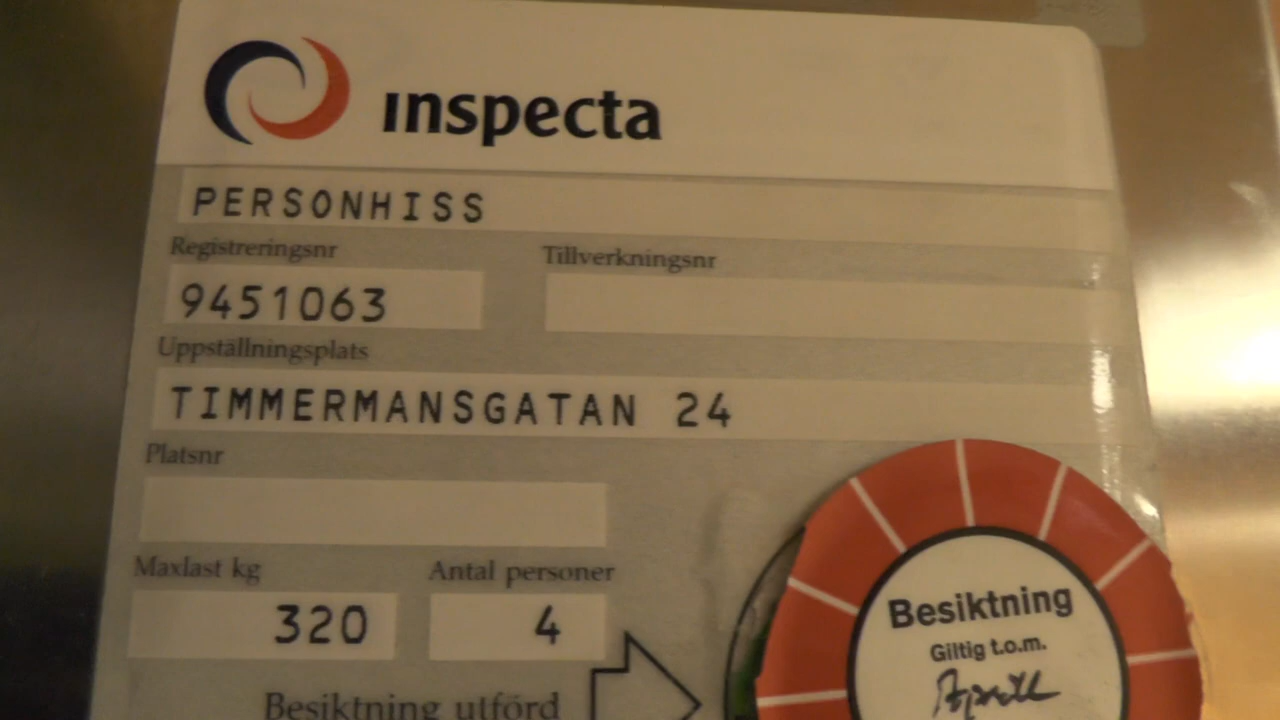 inspecta
PERSONHISS
Registreringsnr
Tillverkningsnr
9451063
Uppställningsplats
TIMMERMANSGATAN 24
Platsnr
Maxlast kg
Antal personer
320
4
Besiktning utförd
Besiktning
Giltig t.o.m.
April